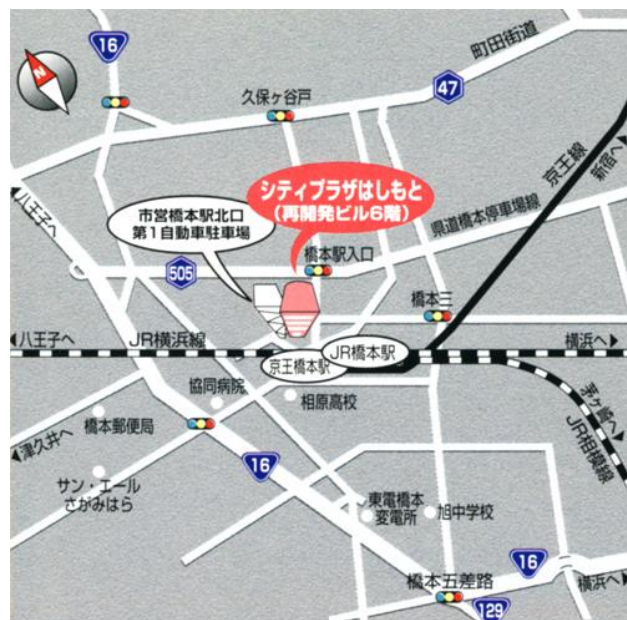 16
町田街道
N
47
久保ヶ谷戸
京王線
新宿へ
シティプラザはしもと
(再開発ビル6階)
市営橋本駅北口
第1自動車駐車場
八王子へ
県道橋本停車場線
橋本駅入口
505
橋本三
八王子へ
JR横浜線
JR橋本駅
横浜へ
京王橋本駅
協同病院
相原高校
茅ヶ崎へ
橋本郵便局
津久井へ
JR相模線
16
サン・エール
さがみはら
東電橋本
変電所
旭中学校
16
橋本五差路
横浜へ
129